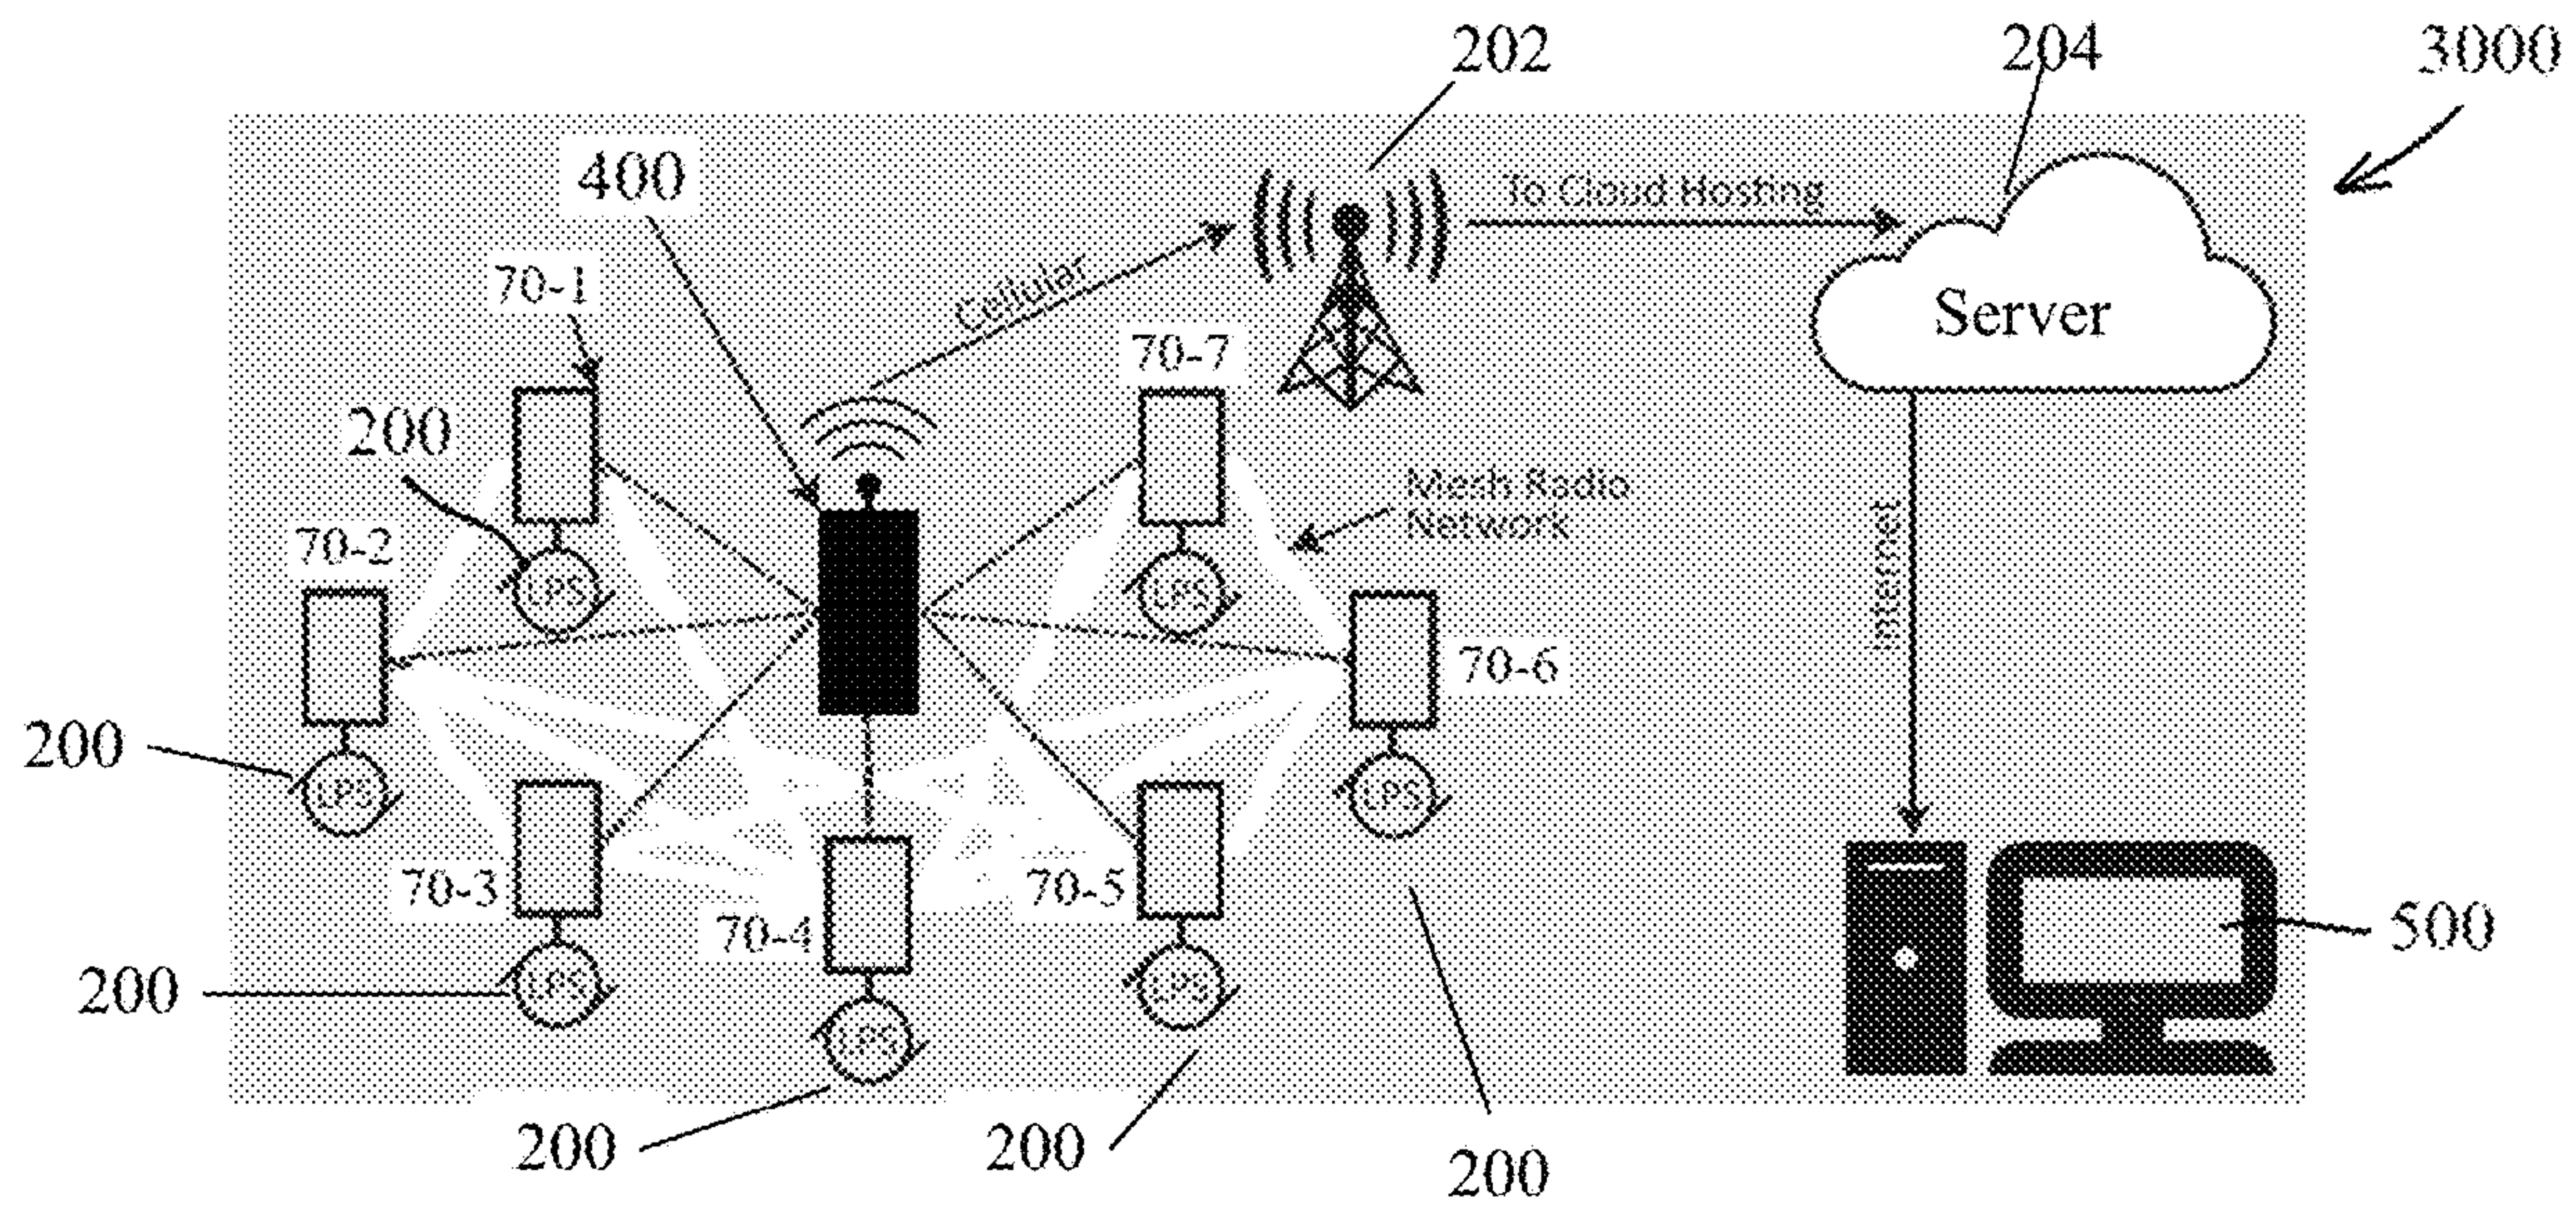 202
204
3000
400
To Cloud Hosting
70-1
Cellular
Server
70-7
200
Mesh Radio
Network
70-2
LPS
LPS
Internet
70-6
200
LPS
LPS
70-3
70-5
70-4
500
200
LPS
LPS
LPS
200
200
200